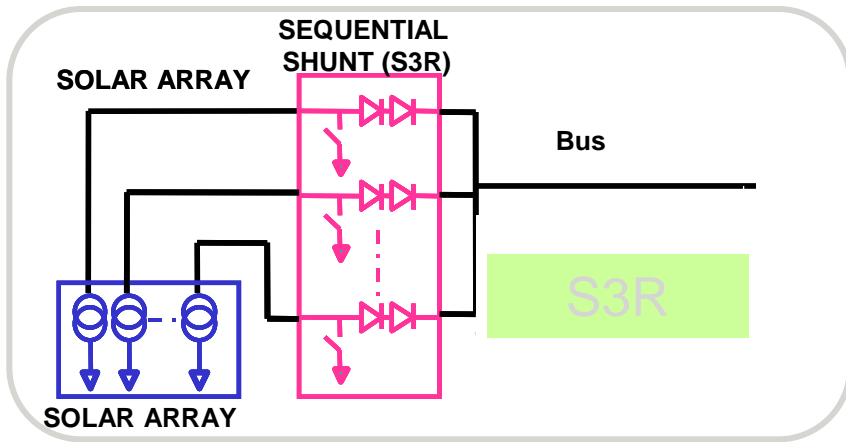 SEQUENTIAL
SHUNT (S3R)
SOLAR ARRAY
Bus
S3R
SOLAR ARRAY